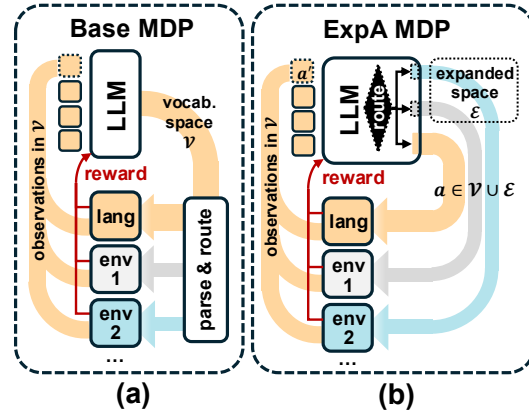 Base MDP
LLM
vocab.
space
𝒱
observations in 𝒱
reward
lang
env
1
env
2
...
parse & route
(a)
ExpA MDP
a'
LLM
route
expanded
space
ℰ
observations in 𝒱
reward
a ∈ 𝒱 ∪ ℰ
lang
env
1
env
2
...
(b)